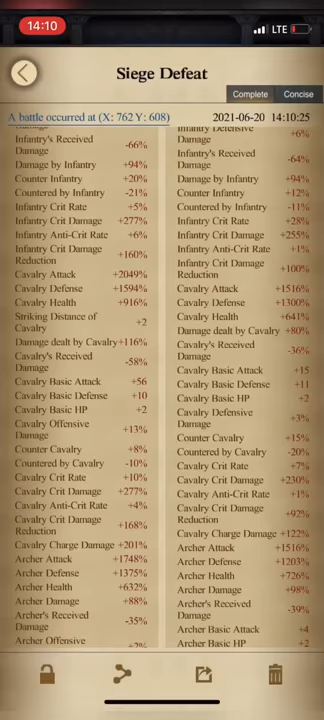 14:10
LTE
Siege Defeat
Complete
Concise
A battle occurred at (X: 762 Y: 608)
2021-06-20 14:10:25
Damage
Infantry's Received
Damage
-66%
Damage by Infantry
+94%
Counter Infantry
+20%
Countered by Infantry
-21%
Infantry Crit Rate
+5%
Infantry Crit Damage
+277%
Infantry Anti-Crit Rate
+6%
Infantry Crit Damage
Reduction
+160%
Cavalry Attack
+2049%
Cavalry Defense
+1594%
Cavalry Health
+916%
Striking Distance of
Cavalry
+2
Damage dealt by Cavalry
+116%
Cavalry's Received
Damage
-58%
Cavalry Basic Attack
+56
Cavalry Basic Defense
+10
Cavalry Basic HP
+2
Cavalry Offensive
Damage
+13%
Counter Cavalry
+8%
Countered by Cavalry
-10%
Cavalry Crit Rate
+10%
Cavalry Crit Damage
+277%
Cavalry Anti-Crit Rate
+4%
Cavalry Crit Damage
Reduction
+168%
Cavalry Charge Damage
+201%
Archer Attack
+1748%
Archer Defense
+1375%
Archer Health
+632%
Archer Damage
+88%
Archer's Received
Damage
-35%
Archer Offensive
+2%
Infantry Defensive
Damage
+6%
Infantry's Received
Damage
-64%
Damage by Infantry
+94%
Counter Infantry
+12%
Countered by Infantry
-11%
Infantry Crit Rate
+28%
Infantry Crit Damage
+255%
Infantry Anti-Crit Rate
+1%
Infantry Crit Damage
Reduction
+100%
Cavalry Attack
+1516%
Cavalry Defense
+1300%
Cavalry Health
+641%
Damage dealt by Cavalry
+80%
Cavalry's Received
Damage
-36%
Cavalry Basic Attack
+15
Cavalry Basic Defense
+11
Cavalry Basic HP
+2
Cavalry Defensive
Damage
+3%
Counter Cavalry
+15%
Countered by Cavalry
-20%
Cavalry Crit Rate
+7%
Cavalry Crit Damage
+230%
Cavalry Anti-Crit Rate
+1%
Cavalry Crit Damage
Reduction
+92%
Cavalry Charge Damage
+122%
Archer Attack
+1516%
Archer Defense
+1203%
Archer Health
+726%
Archer Damage
+98%
Archer's Received
Damage
-39%
Archer Basic Attack
+4
Archer Basic HP
+2